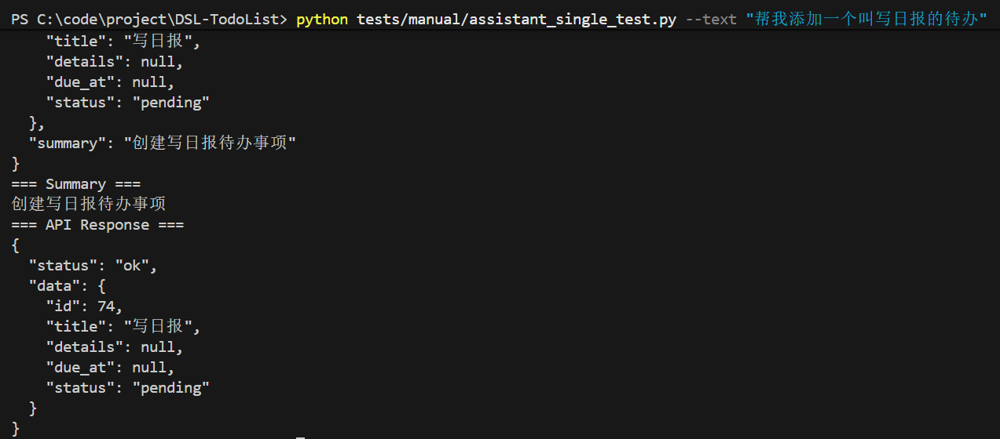 PS C:\code\project\DSL-TodoList> python tests/manual/assistant_single_test.py --text "帮我添加一个叫写日报的待办"
    "title": "写日报",
    "details": null,
    "due_at": null,
    "status": "pending"
  },
  "summary": "创建写日报待办事项"
}
=== Summary ===
创建写日报待办事项
=== API Response ===
{
  "status": "ok",
  "data": {
    "id": 74,
    "title": "写日报",
    "details": null,
    "due_at": null,
    "status": "pending"
  }
}